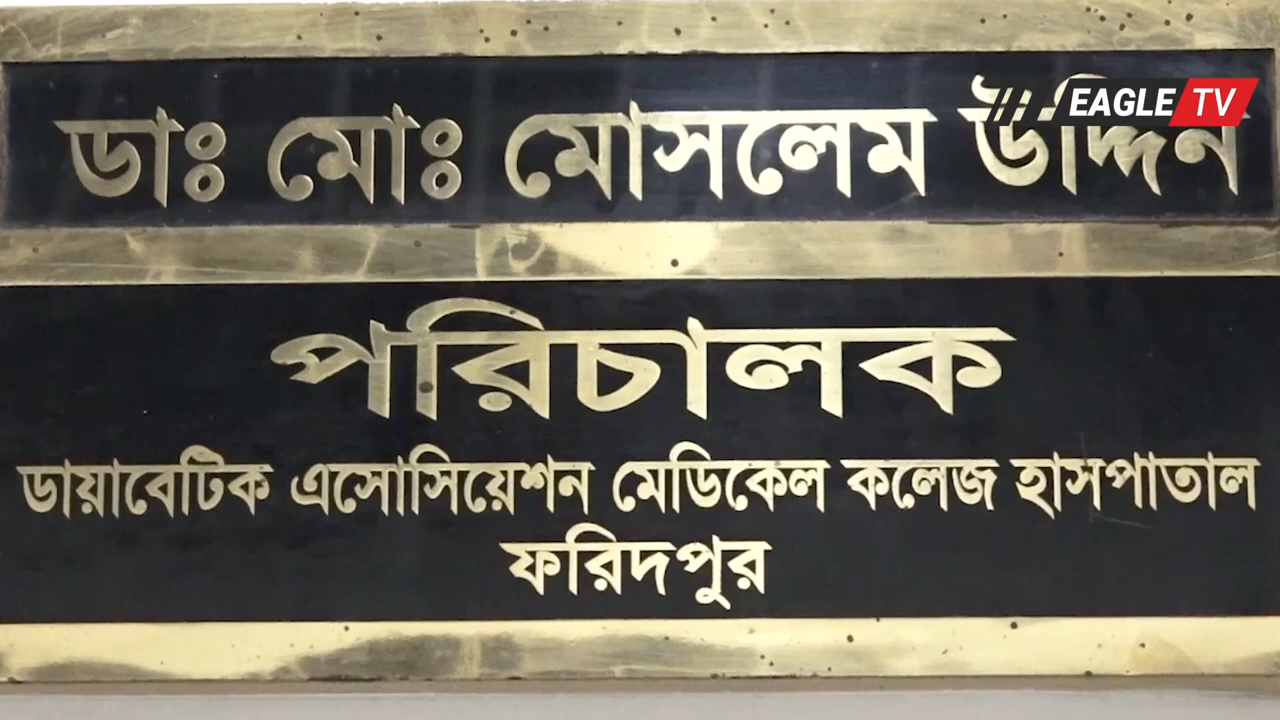 EAGLE TV
ডাঃ মোঃ মোসলেম উদ্দিন
পরিচালক
ডায়াবেটিক এসোসিয়েশন মেডিকেল কলেজ হাসপাতাল
ফরিদপুর